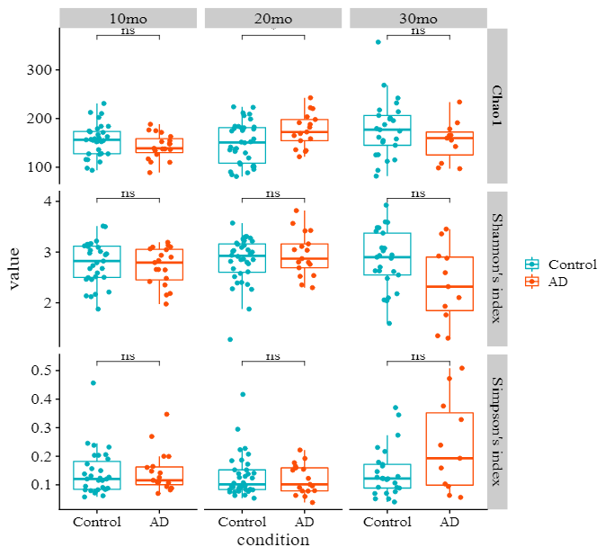 10mo 20mo 30mo
ns ns
Chao1
300
200
100
ns ns ns
Shannon's index
4
3
2
value
Control
AD
ns ns ns
Simpson's index
0.5
0.4
0.3
0.2
0.1
Control AD Control AD Control AD
condition